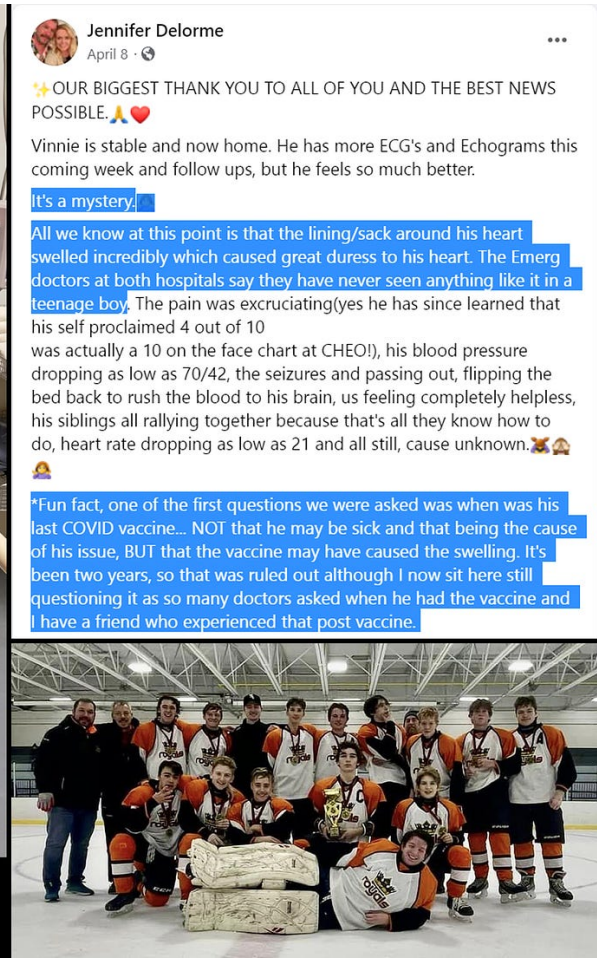 Jennifer Delorme
April 8 ·
✨OUR BIGGEST THANK YOU TO ALL OF YOU AND THE BEST NEWS
POSSIBLE.🙏❤️
Vinnie is stable and now home. He has more ECG's and Echograms this
coming week and follow ups, but he feels so much better.
It's a mystery.
All we know at this point is that the lining/sack around his heart
swelled incredibly which caused great duress to his heart. The Emerg
doctors at both hospitals say they have never seen anything like it in a
teenage boy. The pain was excruciating(yes he has since learned that
his self proclaimed 4 out of 10
was actually a 10 on the face chart at CHEO!), his blood pressure
dropping as low as 70/42, the seizures and passing out, flipping the
bed back to rush the blood to his brain, us feeling completely helpless,
his siblings all rallying together because that's all they know how to
do, heart rate dropping as low as 21 and all still, cause unknown.
*Fun fact, one of the first questions we were asked was when was his
last COVID vaccine... NOT that he may be sick and that being the cause
of his issue, BUT that the vaccine may have caused the swelling. It's
been two years, so that was ruled out although I now sit here still
questioning it as so many doctors asked when he had the vaccine and
I have a friend who experienced that post vaccine.
royals
C
A
royals